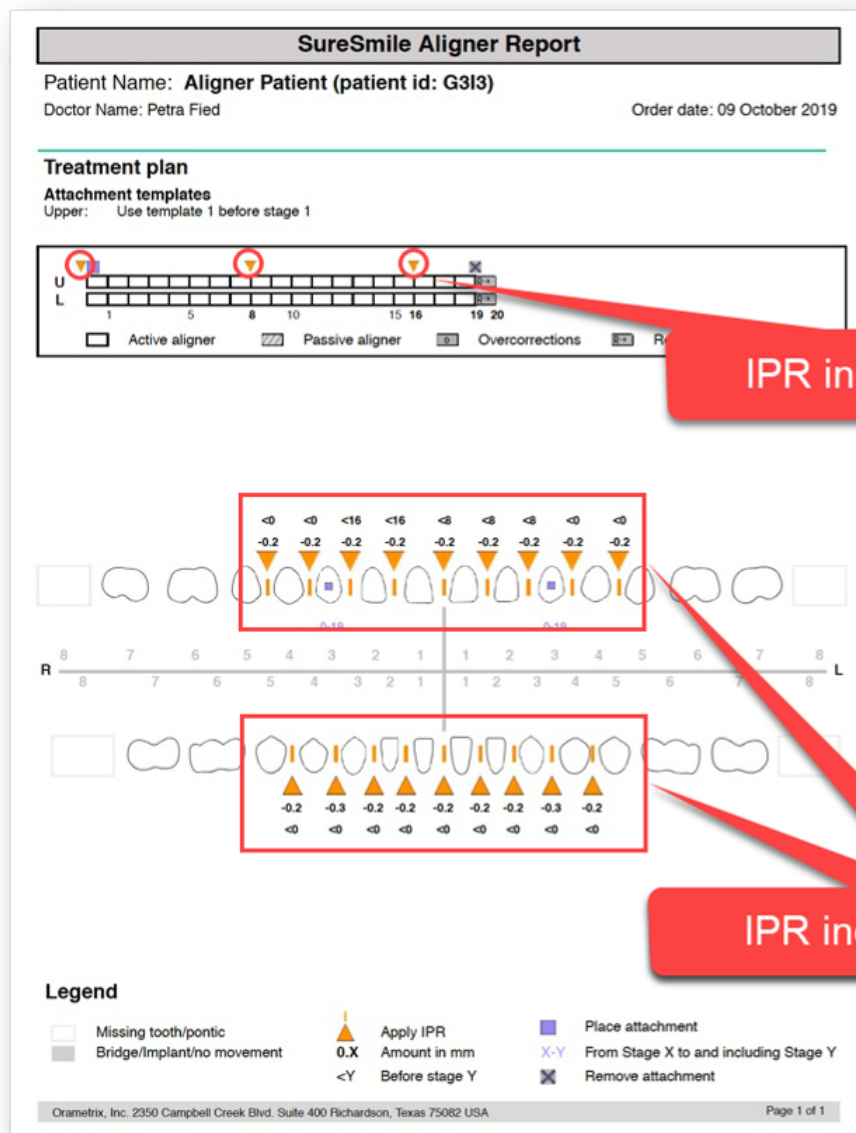 SureSmile Aligner Report
Patient Name: Aligner Patient (patient id: G3I3)
Doctor Name: Petra Fied Order date: 09 October 2019
Treatment plan
Attachment templates
Upper: Use template 1 before stage 1
U R+
L R+
1 5 8 10 15 16 19 20
Active aligner Passive aligner o Overcorrections R+
IPR in
<0 <0 <16 <16 <8 <8 <8 <0 <0
-0.2 -0.2 -0.2 -0.2 -0.2 -0.2 -0.2 -0.2 -0.2
0-19 0-19
8 7 6 5 4 3 2 1 1 2 3 4 5 6 7 8
R L
8 7 6 5 4 3 2 1 1 2 3 4 5 6 7 8
-0.2 -0.3 -0.2 -0.2 -0.2 -0.2 -0.2 -0.3 -0.2
<0 <0 <0 <0 <0 <0 <0 <0 <0
IPR in
Legend
Missing tooth/pontic Apply IPR Place attachment
Bridge/Implant/no movement 0.X Amount in mm X-Y From Stage X to and including Stage Y
<Y Before stage Y Remove attachment
Orametrix, Inc. 2350 Campbell Creek Blvd. Suite 400 Richardson, Texas 75082 USA Page 1 of 1